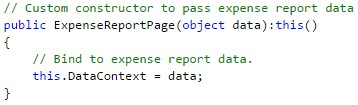 // Custom constructor to pass expense report data
public ExpenseReportPage(object data):this()
{
    // Bind to expense report data.
    this.DataContext = data;
}